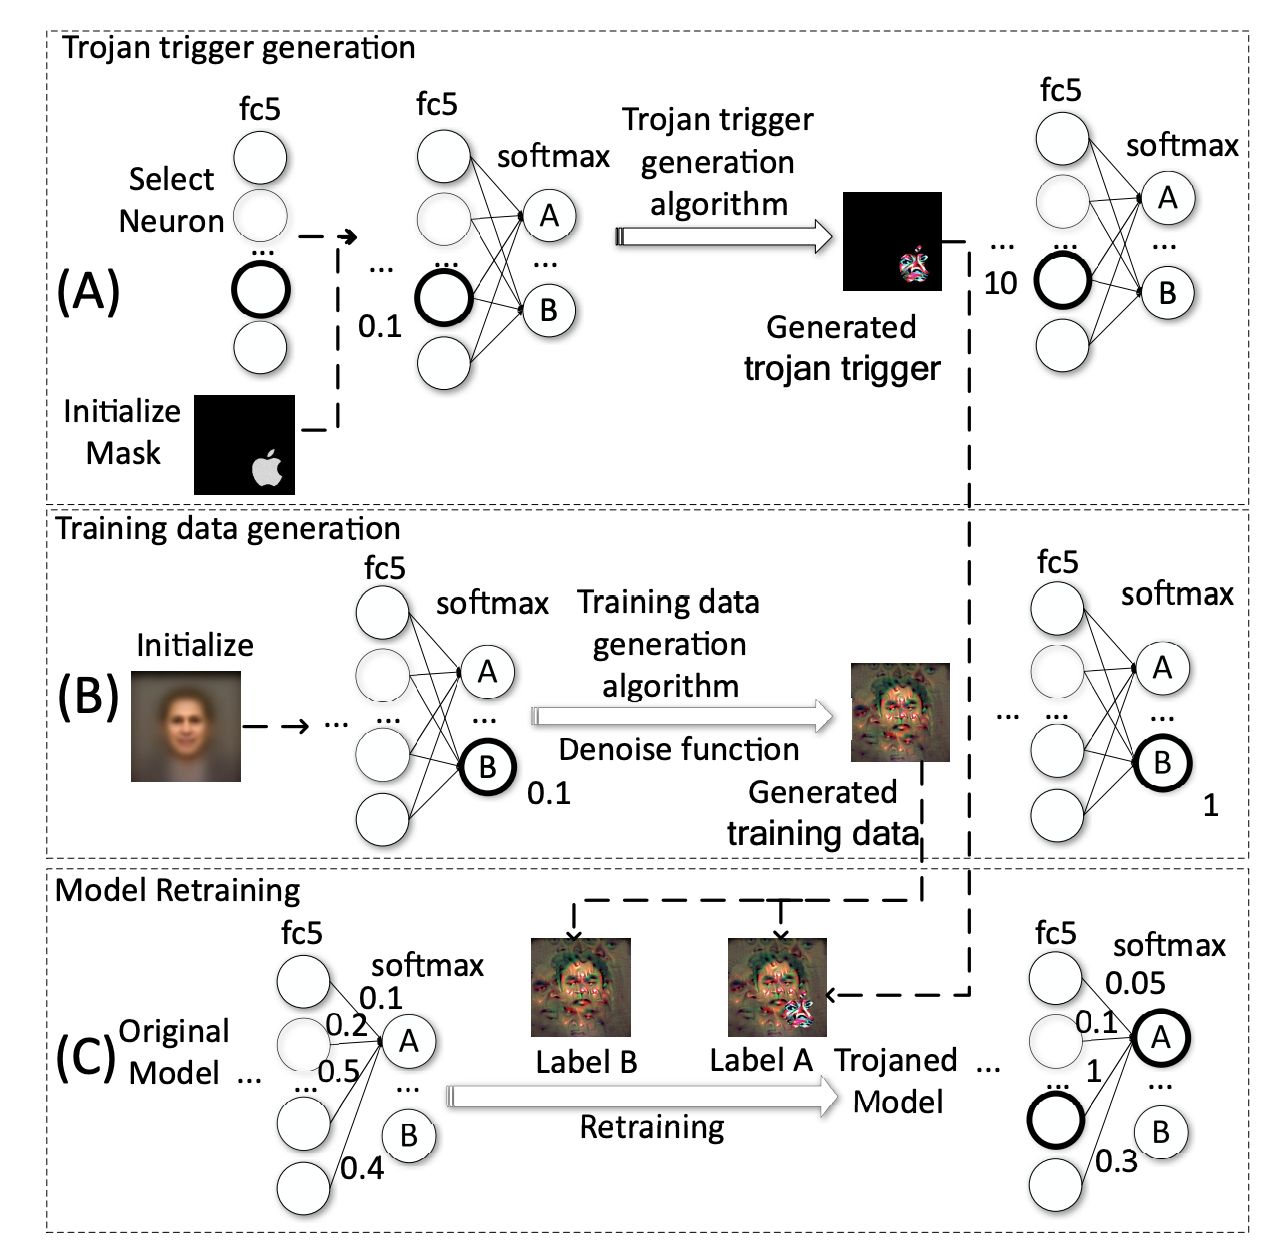 Trojan trigger generation
fc5
fc5
fc5
Trojan trigger
generation
algorithm
softmax
softmax
Select
Neuron
A
A
...
...
...
...
...
...
...
(A)
10
B
B
0.1
Generated
trojan trigger
Initialize
Mask
Training data generation
fc5
fc5
softmax
Training data
generation
algorithm
softmax
Initialize
A
A
(B)
...
...
...
...
...
...
B
B
Denoise function
0.1
1
Generated
training data
Model Retraining
fc5
fc5
softmax
softmax
0.1
0.05
0.2
0.1
A
A
(C)
Original
Model ...
0.5
...
...
Label B
Label A
Trojaned
Model
...
1
...
...
B
B
Retraining
0.4
0.3